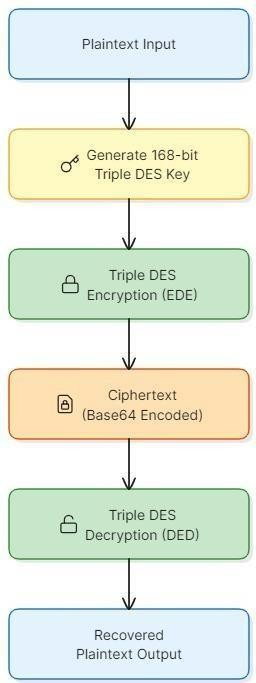 Plaintext Input
Generate 168-bit
Triple DES Key
Triple DES
Encryption (EDE)
Ciphertext
(Base64 Encoded)
Triple DES
Decryption (DED)
Recovered
Plaintext Output